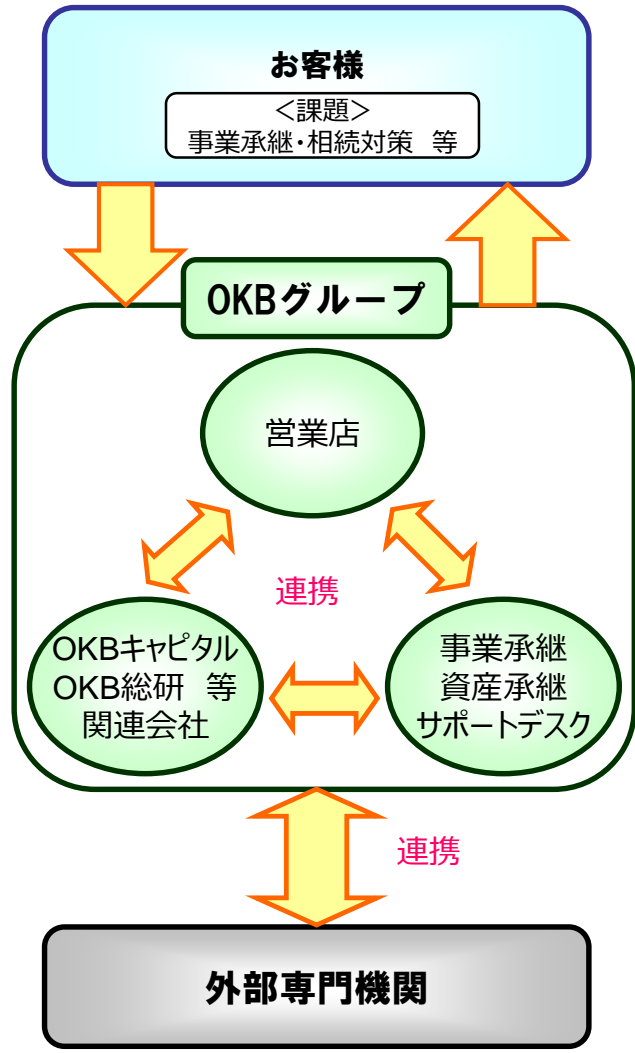 お客様
＜課題＞
事業承継・相続対策 等
OKBグループ
営業店
連携
OKBキャピタル
OKB総研 等
関連会社
事業承継
資産承継
サポートデスク
連携
外部専門機関